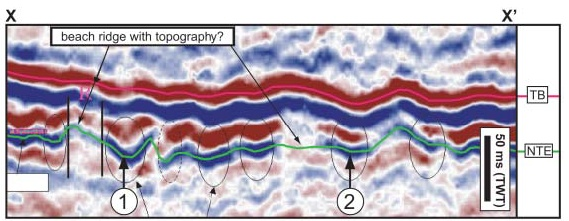 X X'
beach ridge with topography?
TB
NTE
50 ms (TWT)
1 2